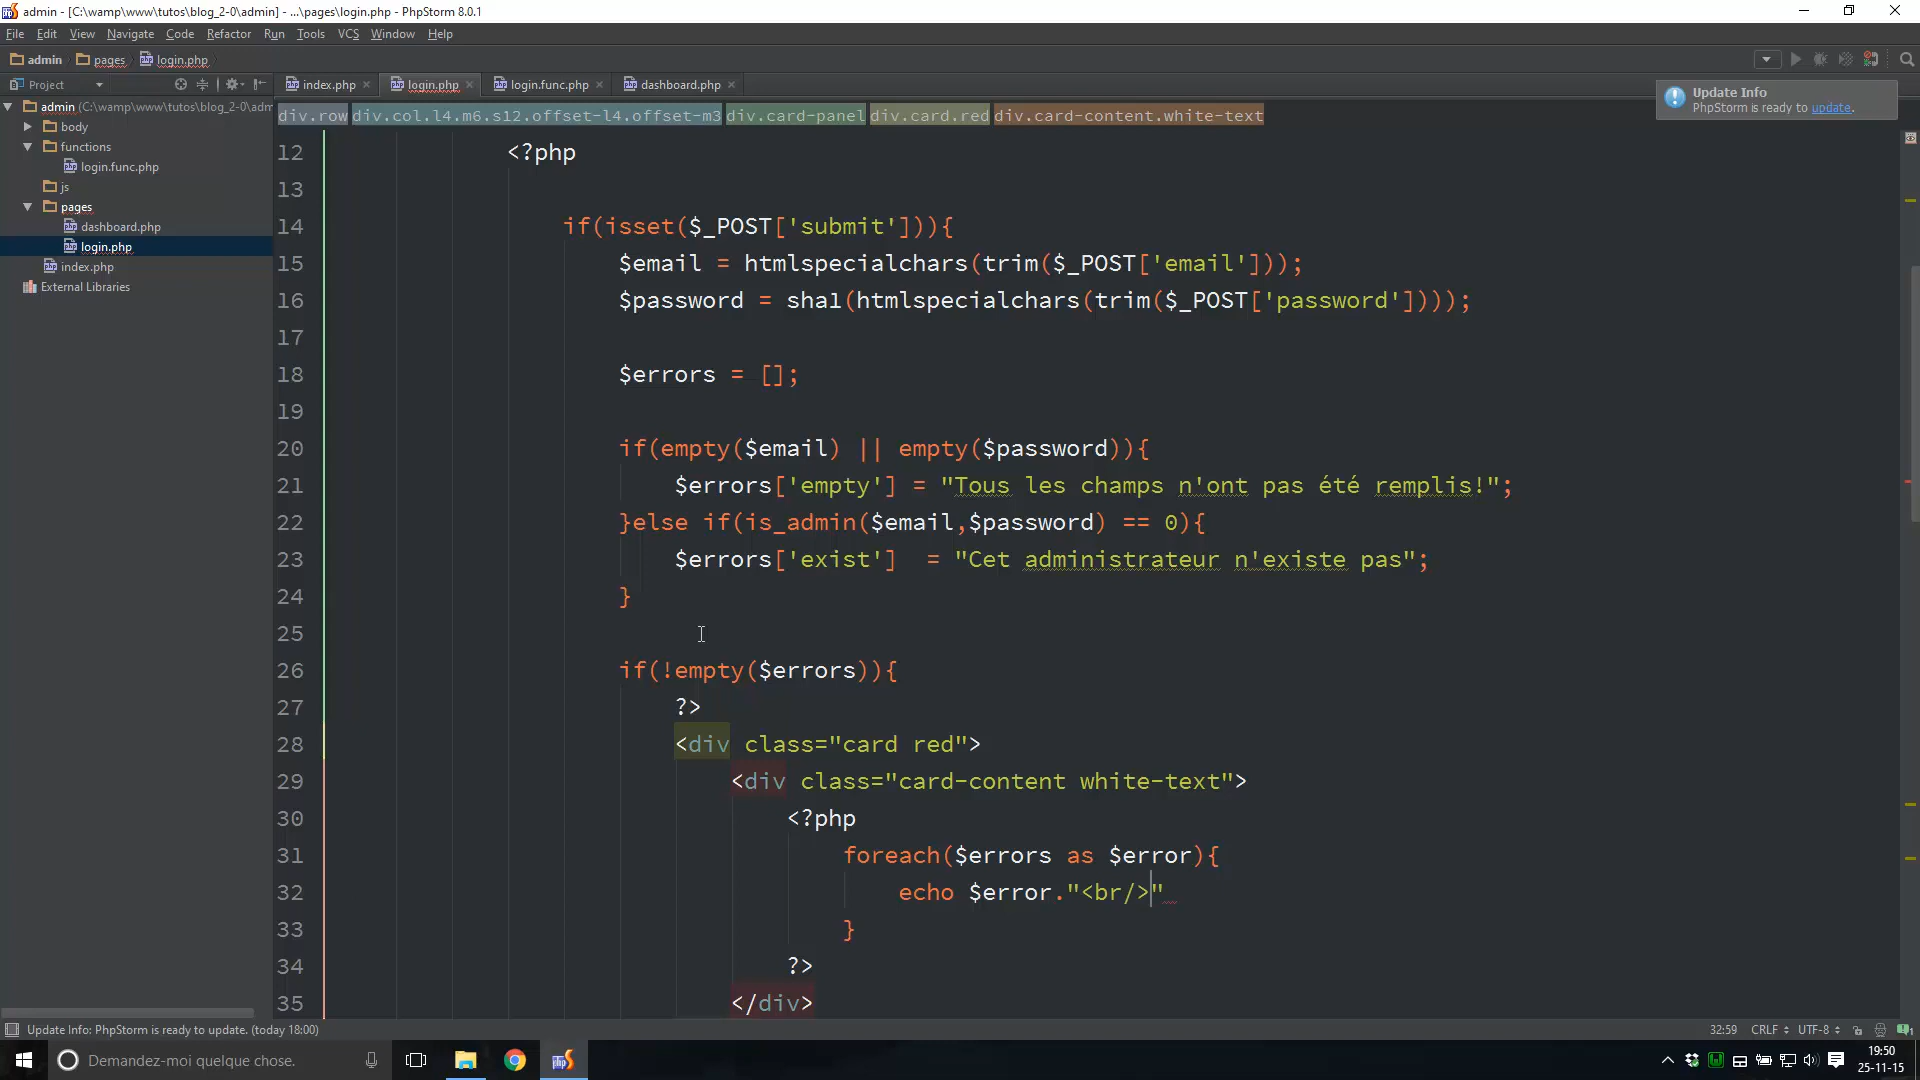 admin - [C:\wamp\www\tutos\blog_2-0\admin] - ...\pages\login.php - PhpStorm 8.0.1
File Edit View Navigate Code Refactor Run Tools VCS Window Help
admin pages login.php
Project
index.php login.php login.func.php dashboard.php
Update Info
PhpStorm is ready to update.
admin (C:\wamp\www\tutos\blog_2-0\adm
body
functions
login.func.php
js
pages
dashboard.php
login.php
index.php
External Libraries
div.row div.col.l4.m6.s12.offset-l4.offset-m3 div.card-panel div.card.red div.card-content.white-text
12 <?php
13
14 if(isset($_POST['submit'])){
15 $email = htmlspecialchars(trim($_POST['email']));
16 $password = sha1(htmlspecialchars(trim($_POST['password'])));
17
18 $errors = [];
19
20 if(empty($email) || empty($password)){
21 $errors['empty'] = "Tous les champs n'ont pas été remplis!";
22 }else if(is_admin($email,$password) == 0){
23 $errors['exist']  = "Cet administrateur n'existe pas";
24 }
25
26 if(!empty($errors)){
27 ?>
28 <div class="card red">
29 <div class="card-content white-text">
30 <?php
31 foreach($errors as $error){
32 echo $error."<br/>"
33 }
34 ?>
35 </div>
Update Info: PhpStorm is ready to update. (today 18:00)
32:59 CRLF UTF-8
Demandez-moi quelque chose.
19:50
25-11-15